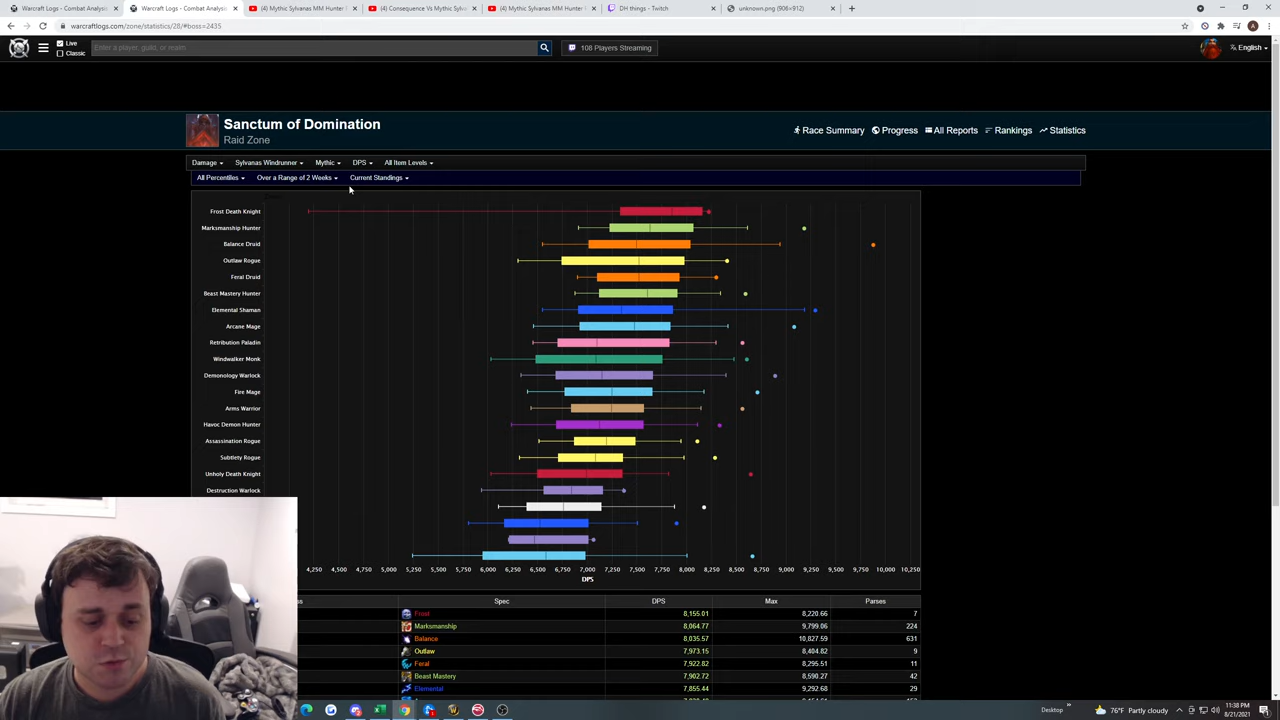 Warcraft Logs - Combat Analysis
Warcraft Logs - Combat Analysis
(4) Mythic Sylvanas MM Hunter
(4) Consequence Vs Mythic Sylvan
(4) Mythic Sylvanas MM Hunter
DH things - Twitch
unknown.png (906×912)
warcraftlogs.com/zone/statistics/28/#boss=2435
Live
Classic
Enter a player, guild, or realm
108 Players Streaming
English
Sanctum of Domination
Raid Zone
Race Summary Progress All Reports Rankings Statistics
Damage Sylvanas Windrunner Mythic DPS All Item Levels
All Percentiles Over a Range of 2 Weeks Current Standings
Frost Death Knight
Marksmanship Hunter
Balance Druid
Outlaw Rogue
Feral Druid
Beast Mastery Hunter
Elemental Shaman
Arcane Mage
Retribution Paladin
Windwalker Monk
Demonology Warlock
Fire Mage
Arms Warrior
Havoc Demon Hunter
Assassination Rogue
Subtlety Rogue
Unholy Death Knight
Destruction Warlock
4,250 4,500 4,750 5,000 5,250 5,500 5,750 6,000 6,250 6,500 6,750 7,000 7,250 7,500 7,750 8,000 8,250 8,500 8,750 9,000 9,250 9,500 9,750 10,000 10,250
DPS
Spec DPS Max Parses
Frost 8,155.01 8,220.66 7
Marksmanship 8,064.77 9,799.06 224
Balance 8,035.57 10,827.59 631
Outlaw 7,973.15 8,404.82 9
Feral 7,922.82 8,295.51 11
Beast Mastery 7,902.72 8,590.27 42
Elemental 7,855.44 9,292.68 29
Desktop
76°F Partly cloudy
11:38 PM
8/21/2021